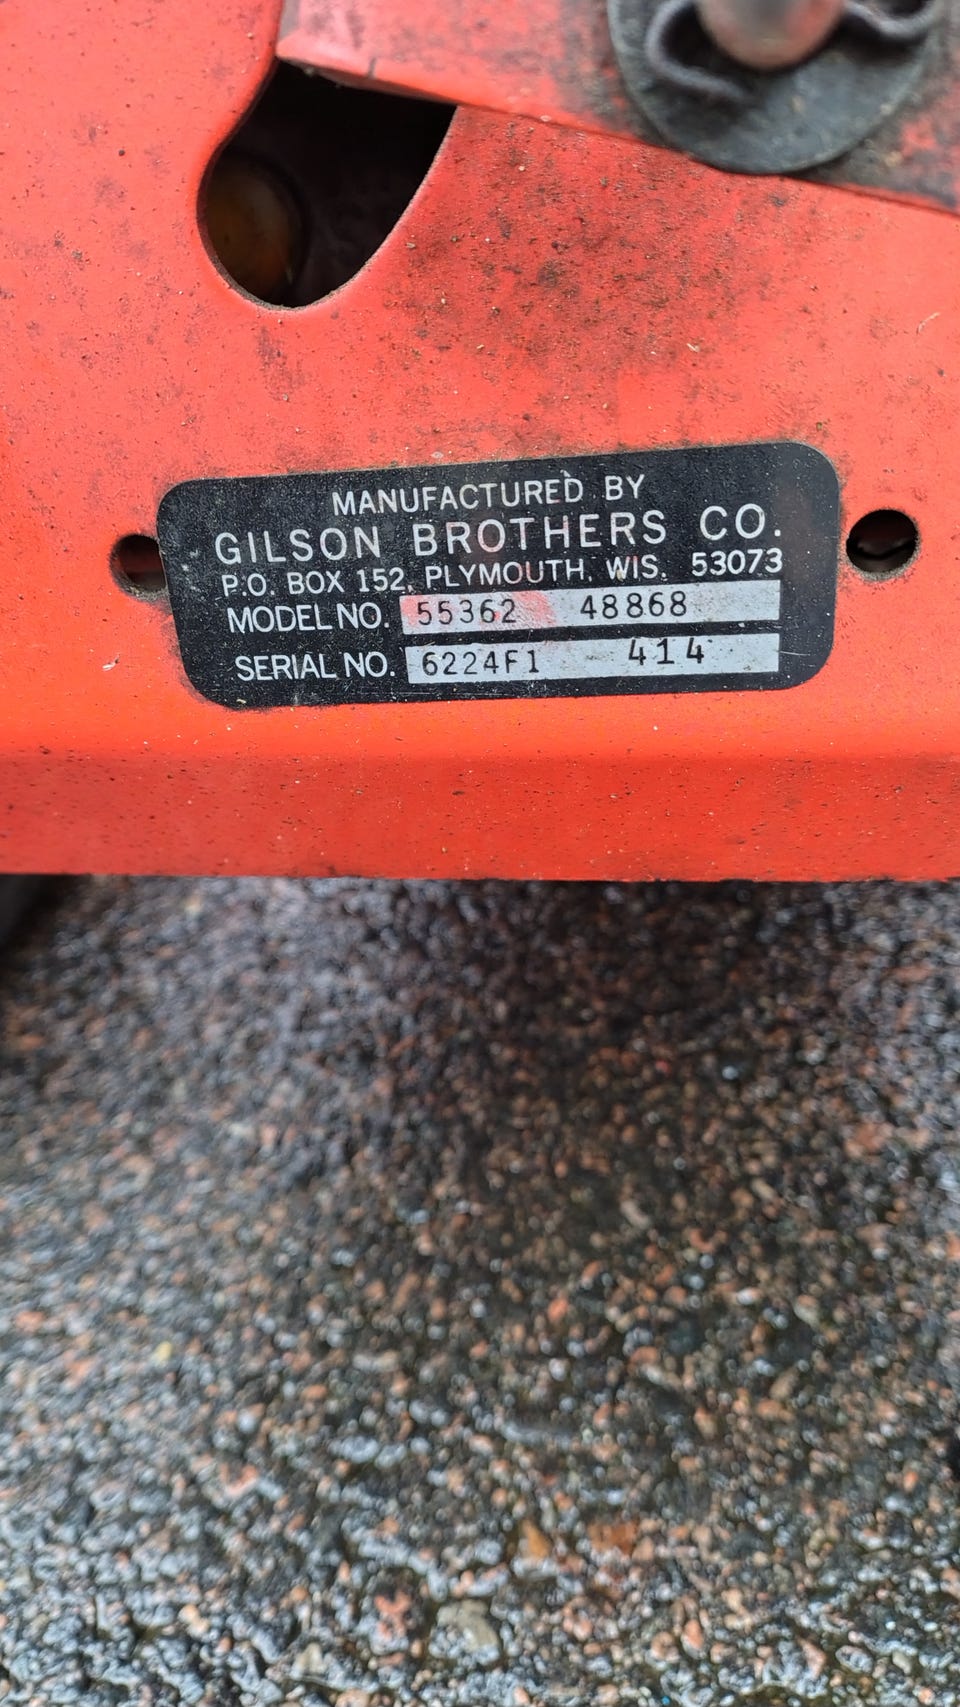 MANUFACTURED BY
GILSON BROTHERS CO.
P.O. BOX 152, PLYMOUTH, WIS. 53073
MODEL NO. 55362 48868
SERIAL NO. 6224F1 414